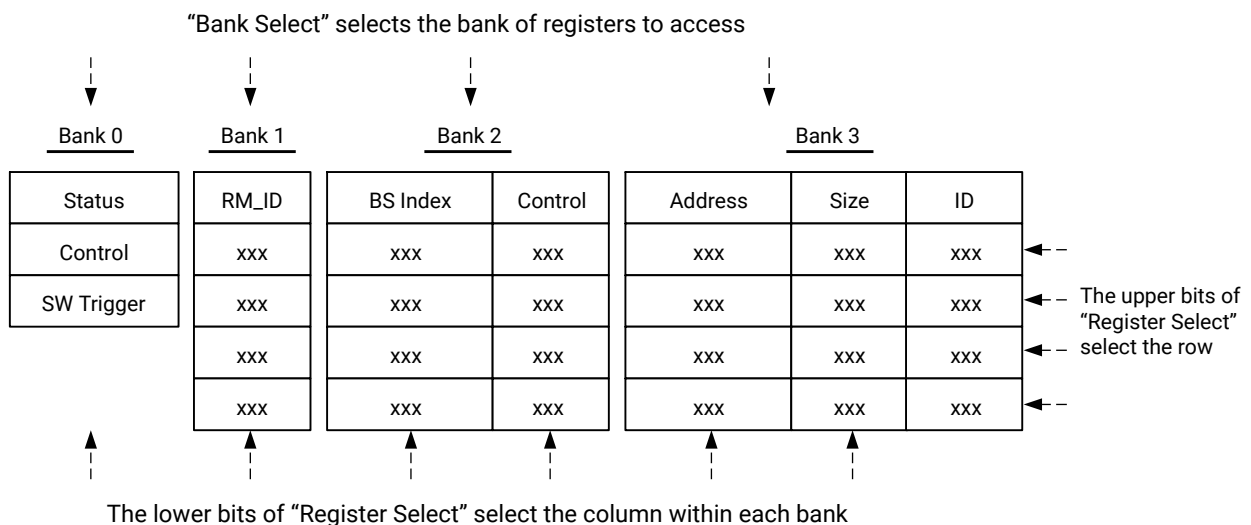 “Bank Select” selects the bank of registers to access
Bank 0 Bank 1 Bank 2 Bank 3
Status RM_ID BS Index Control Address Size ID
Control xxx xxx xxx xxx xxx xxx
SW Trigger xxx xxx xxx xxx xxx xxx
xxx xxx xxx xxx xxx xxx
xxx xxx xxx xxx xxx xxx
The upper bits of
“Register Select”
select the row
The lower bits of “Register Select” select the column within each bank